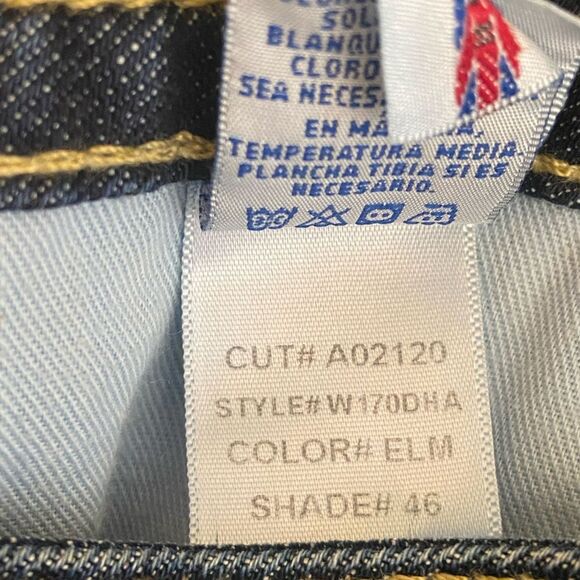 SOL
BLANQU
CLORO
SEA NECES
EN MÁ
TEMPERATURA MEDIA
PLANCHA TIBIA SI ES
NECESARIO.
CUT# A02120
STYLE# W170DHA
COLOR# ELM
SHADE# 46